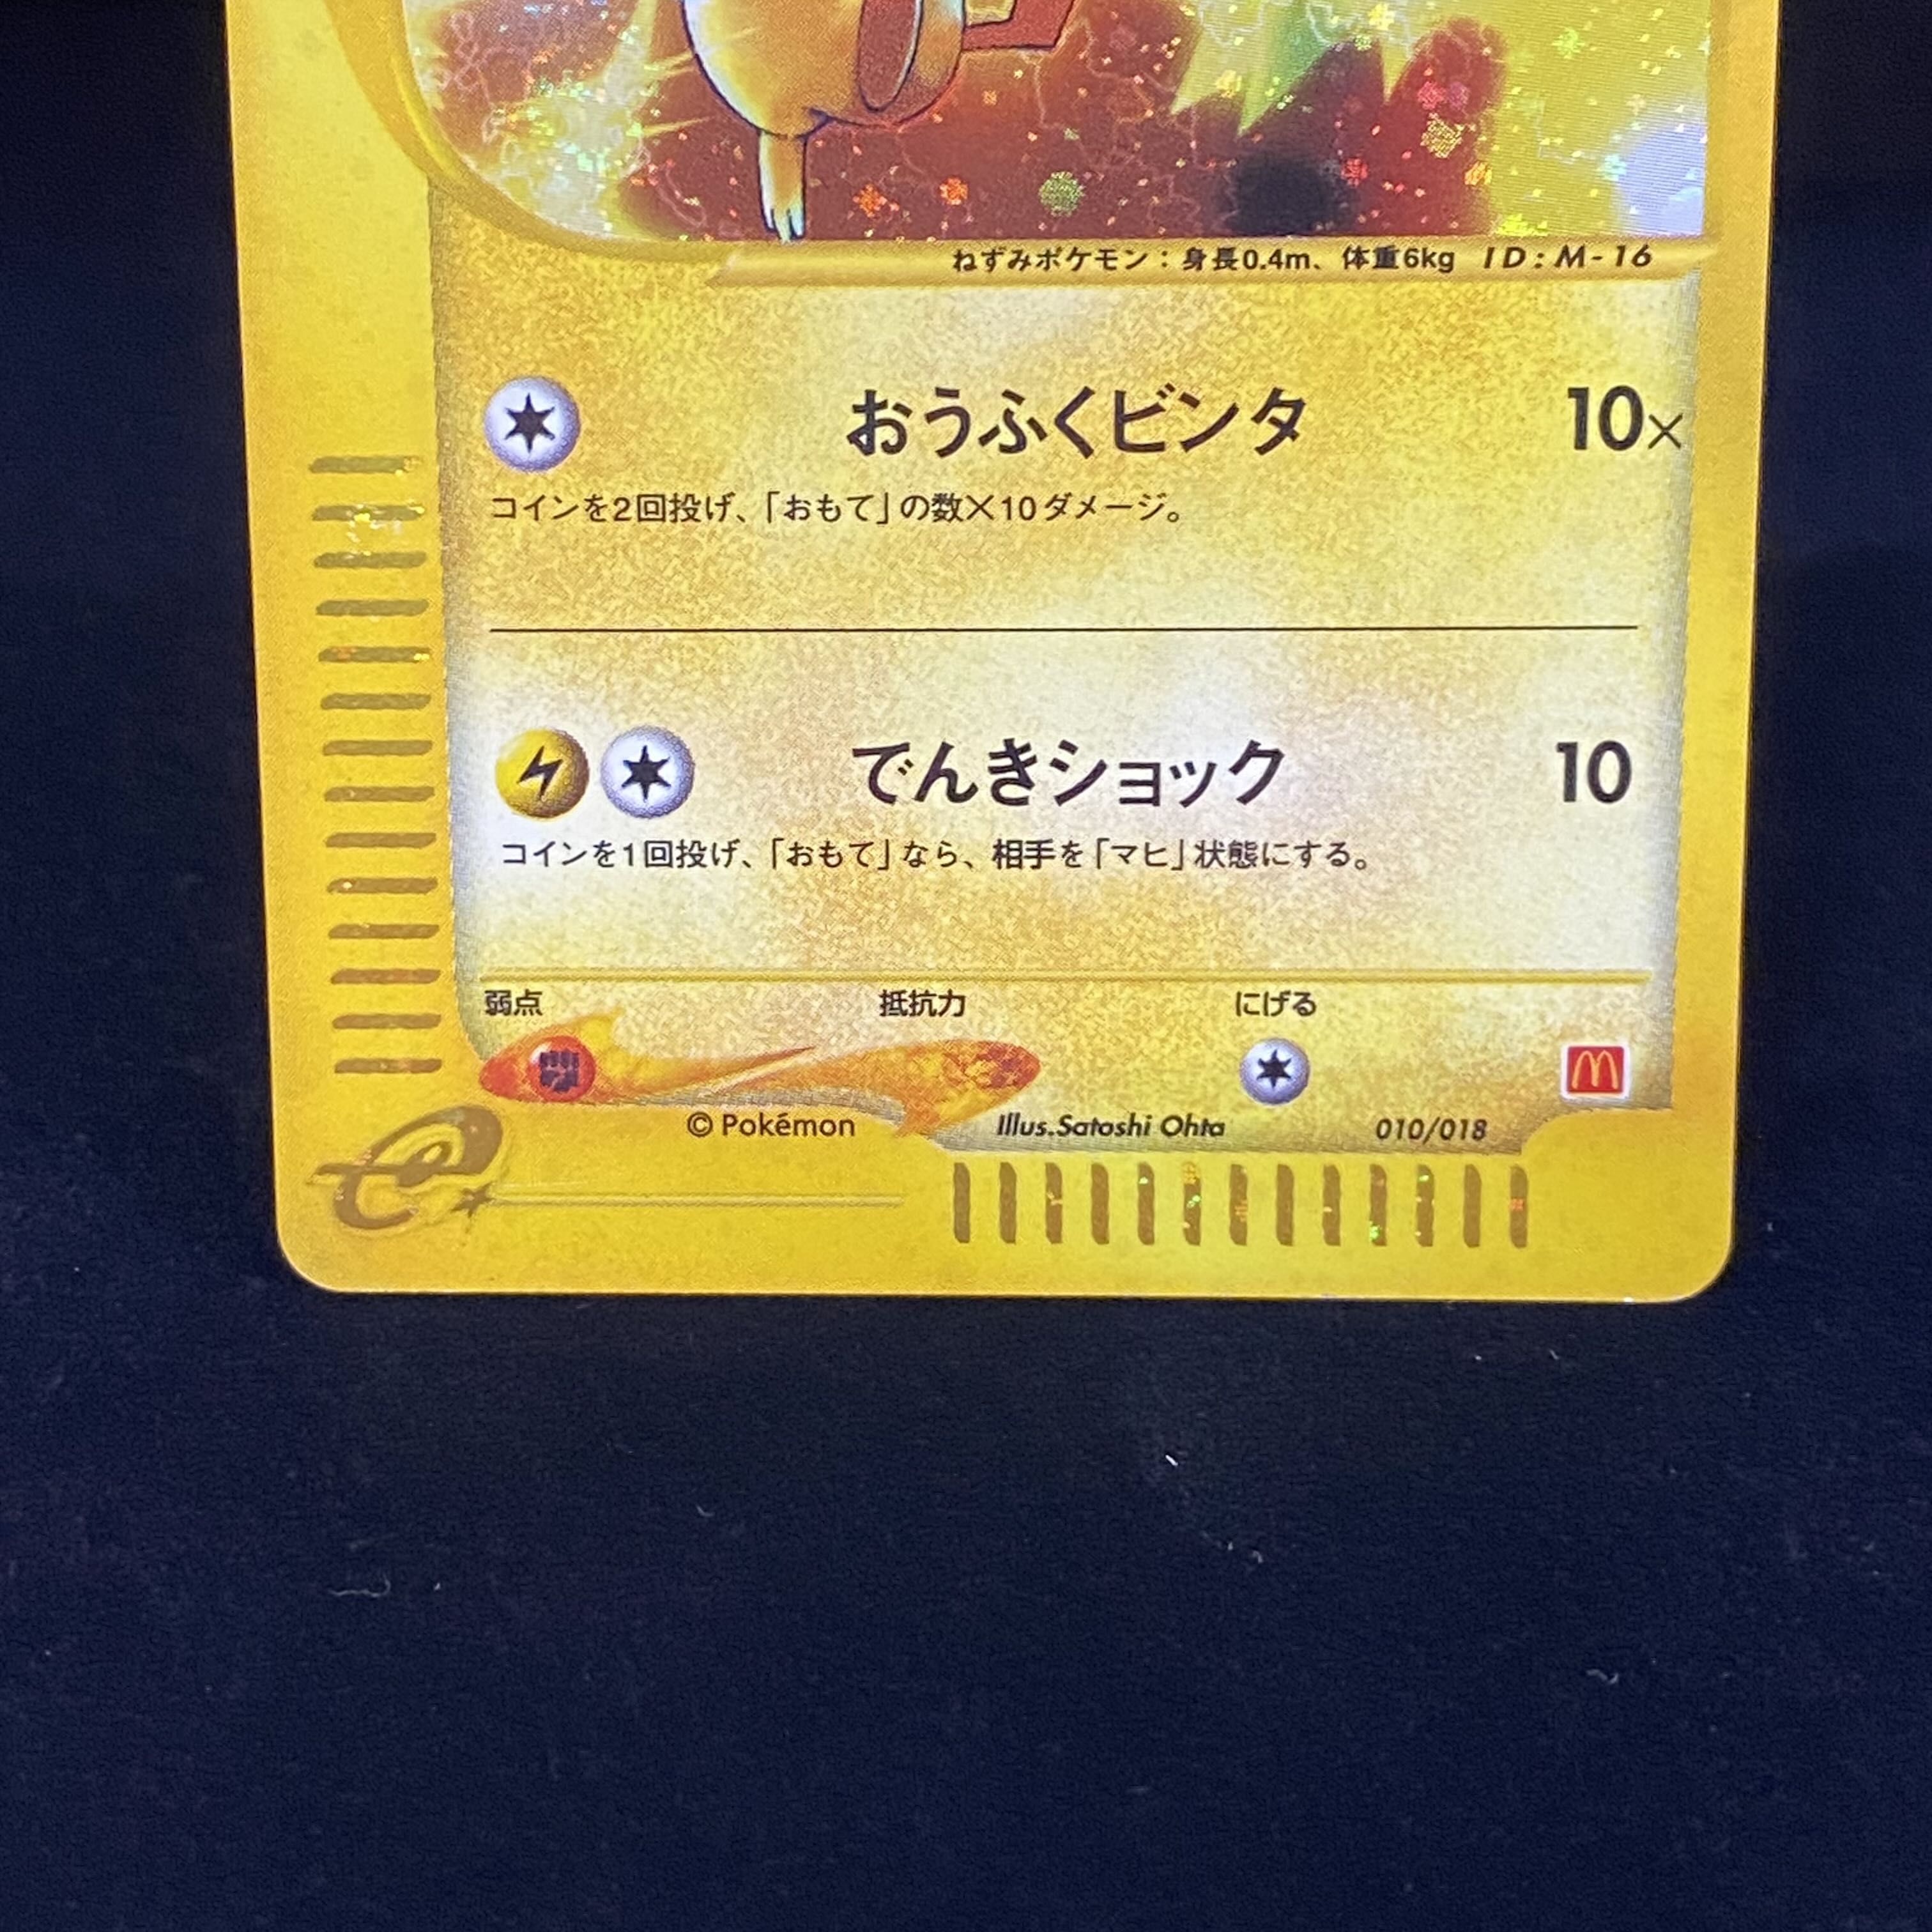 ねずみポケモン：身長0.4m、体重6kg ID:M-16
おうふくビンタ 10×
コインを2回投げ、「おもて」の数×10ダメージ。
でんきショック 10
コインを1回投げ、「おもて」なら、相手を「マヒ」状態にする。
弱点 抵抗力 にげる
© Pokémon Illus.Satoshi Ohta 010/018